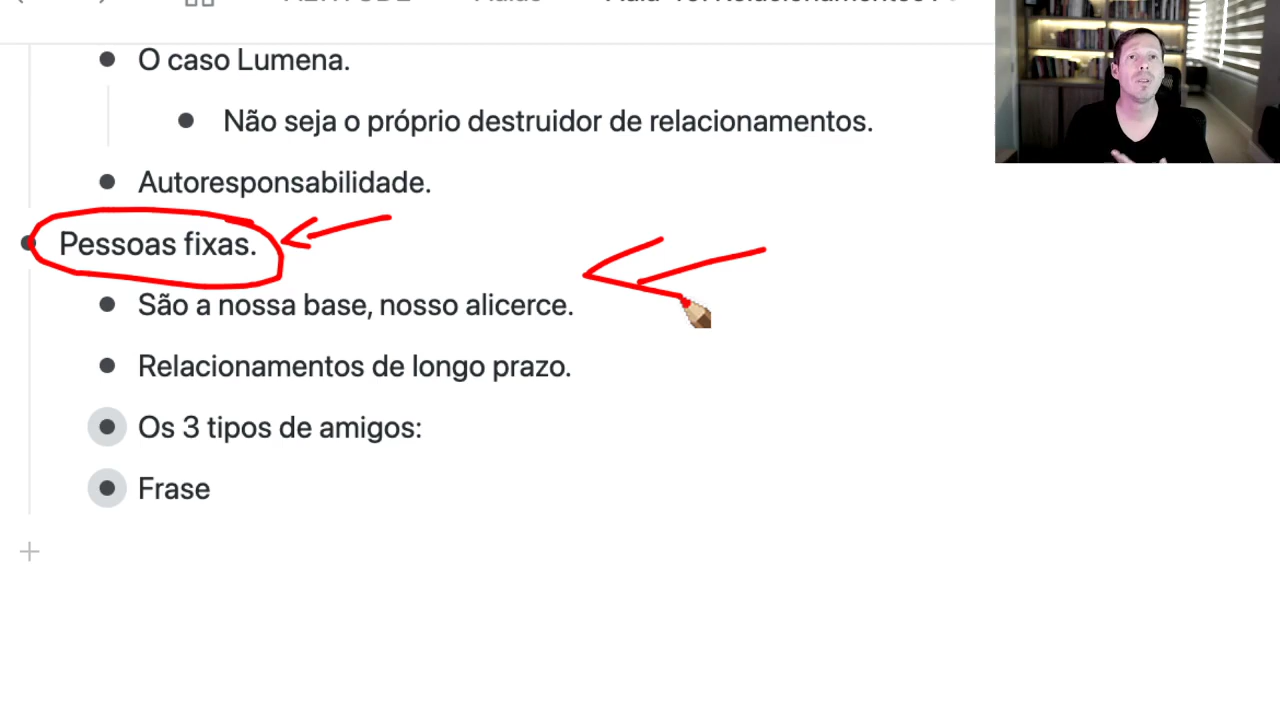 O caso Lumena.
Não seja o próprio destruidor de relacionamentos.
Autoresponsabilidade.
Pessoas fixas.
São a nossa base, nosso alicerce.
Relacionamentos de longo prazo.
Os 3 tipos de amigos:
Frase